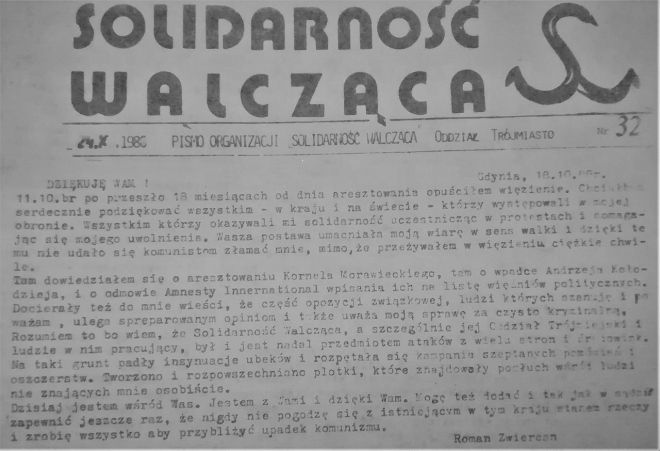 SOLIDARNOŚĆ
WALCZĄCA
24.X.1988 PISMO ORGANIZACJI SOLIDARNOŚĆ WALCZĄCA ODDZIAŁ TRÓJMIASTO Nr 32
DZIĘKUJĘ WAM ! Gdynia, 18.10.
11.10.br po przeszło 18 miesiącach od dnia aresztowania opuściłem więzienie. Chciałbym
serdecznie podziękować wszystkim - w kraju i na świecie - którzy występowali w mojej
obronie. Wszystkim którzy okazywali mi solidarność uczestnicząc w protestach i pomaga-
jąc się mojego uwolnienia. Wasza postawa umacniała moją wiarę w sens walki i dzięki te
mu nie udało się komunistom złamać mnie, mimo,że przeżywałem w więzieniu ciężkie chwi-
le.
Tam dowiedziałem się o aresztowaniu Kornela Morawieckiego, tam o wpadce Andrzeja Koło-
dzieja, i o odmowie Amnesty Innernational wpisania ich na listę więźniów politycznych.
Docierały też do mnie wieści, że część opozycji związkowej, ludzi których szanuję i po
ważam , ulega spreparowanym opiniom i także uważa moją sprawę za czysto kryminalną.
Rozumiem to bo wiem, że Solidarność Walcząca, a szczególnie jej Oddział Trójmiejski i
ludzie w nim pracujący, był i jest nadal przedmiotem ataków z wielu stron i środowisk.
Na taki grunt padły insynuacje ubeków i rozpętała się kampania szeptanych pomówień i
oszczerstw. Tworzono i rozpowszechniano plotki, które znajdowały posłuch wśród ludzi
nie znających mnie osobiście.
Dzisiaj jestem wśród Was. Jestem z Wami i dzięki Wam. Mogę też dodać i tak jak w sądzie
zapewnić jeszcze raz, że nigdy nie pogodzę się z istniejącym w tym kraju stanem rzeczy
i zrobię wszystko aby przybliżyć upadek komunizmu.
Roman Zwiercan